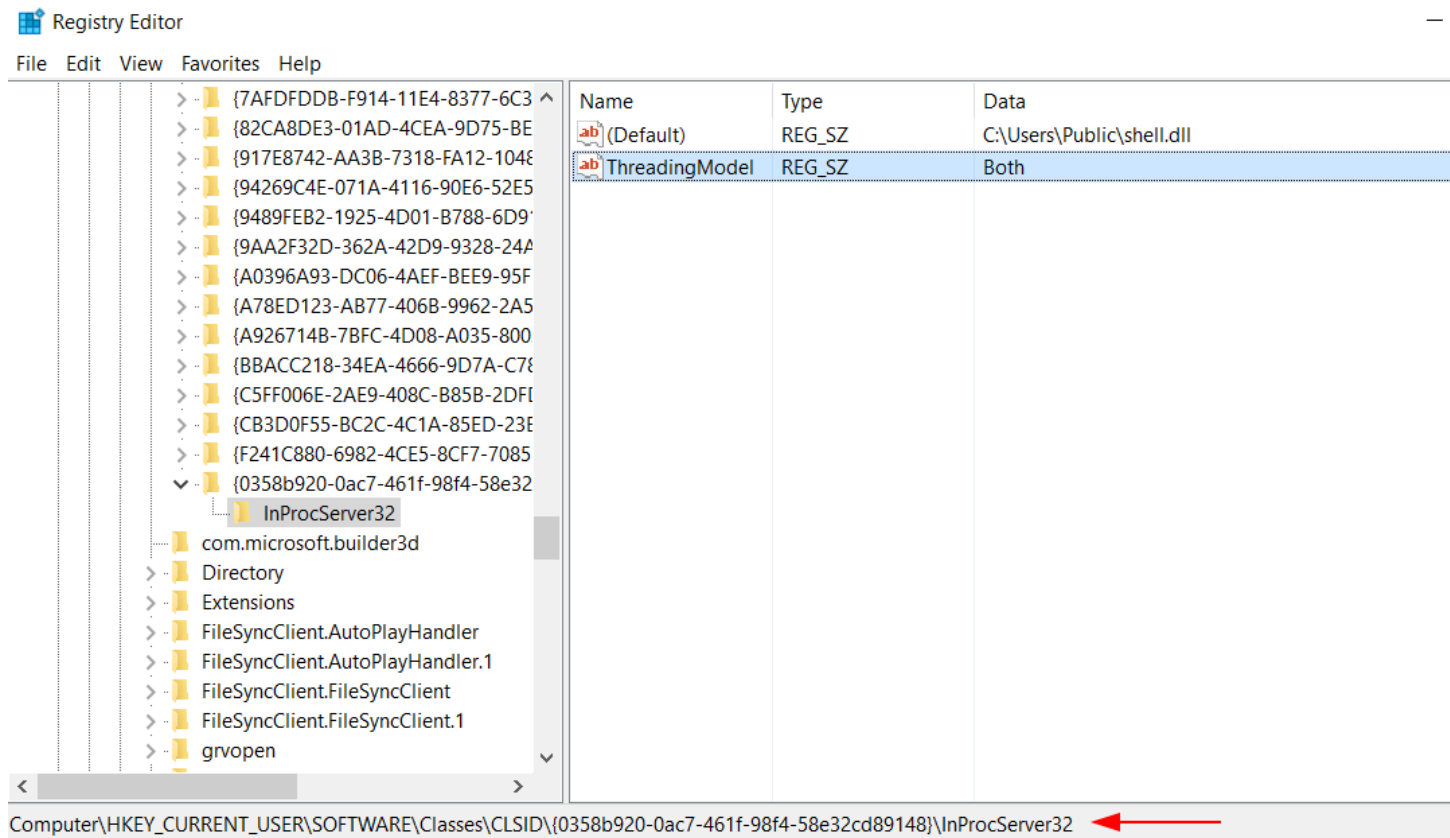 Registry Editor
File Edit View Favorites Help
{7AFDFDDB-F914-11E4-8377-6C3
{82CA8DE3-01AD-4CEA-9D75-BE
{917E8742-AA3B-7318-FA12-1048
{94269C4E-071A-4116-90E6-52E5
{9489FEB2-1925-4D01-B788-6D91
{9AA2F32D-362A-42D9-9328-24A
{A0396A93-DC06-4AEF-BEE9-95F
{A78ED123-AB77-406B-9962-2A5
{A926714B-7BFC-4D08-A035-800
{BBACC218-34EA-4666-9D7A-C78
{C5FF006E-2AE9-408C-B85B-2DFD
{CB3D0F55-BC2C-4C1A-85ED-23E
{F241C880-6982-4CE5-8CF7-7085
{0358b920-0ac7-461f-98f4-58e32
InProcServer32
com.microsoft.builder3d
Directory
Extensions
FileSyncClient.AutoPlayHandler
FileSyncClient.AutoPlayHandler.1
FileSyncClient.FileSyncClient
FileSyncClient.FileSyncClient.1
grvopen
Name Type Data
ab (Default) REG_SZ C:\Users\Public\shell.dll
ab ThreadingModel REG_SZ Both
Computer\HKEY_CURRENT_USER\SOFTWARE\Classes\CLSID\{0358b920-0ac7-461f-98f4-58e32cd89148}\InProcServer32